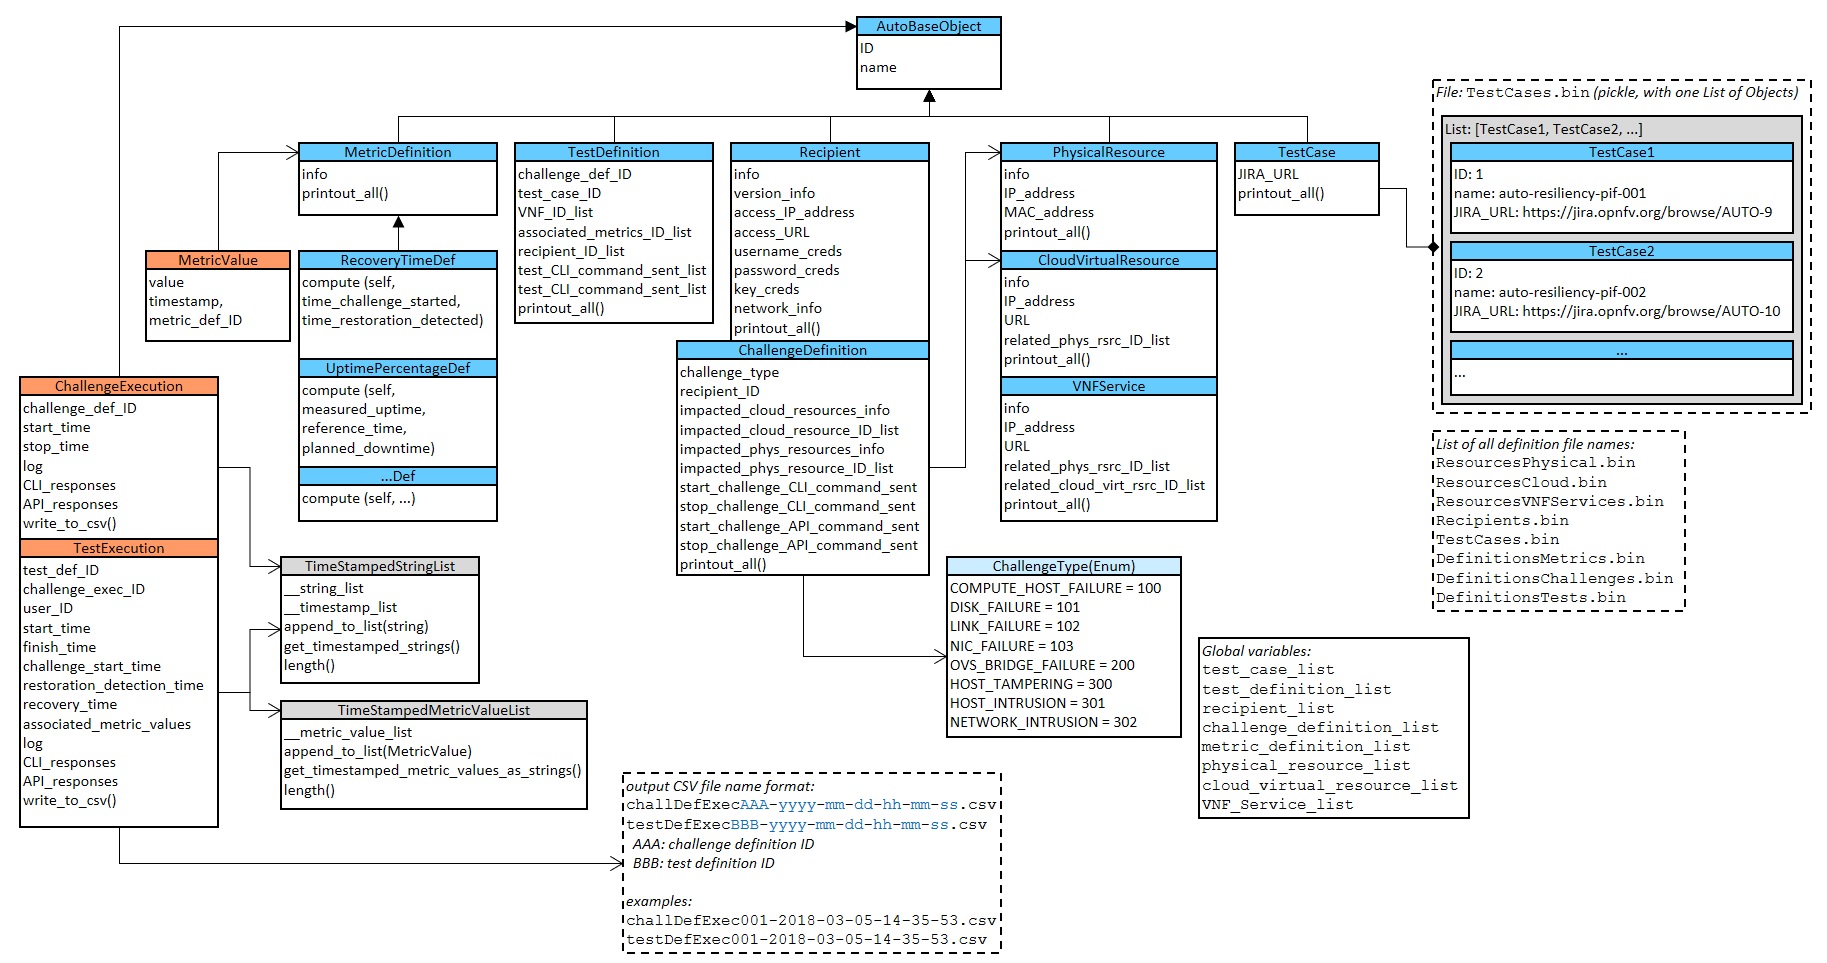 AutoBaseObject
ID
name
MetricDefinition
info
printout_all()
TestDefinition
challenge_def_ID
test_case_ID
VNF_ID_list
associated_metrics_ID_list
recipient_ID_list
test_CLI_command_sent_list
test_CLI_command_sent_list
printout_all()
Recipient
info
version_info
access_IP_address
access_URL
username_creds
password_creds
key_creds
network_info
printout_all()
PhysicalResource
info
IP_address
MAC_address
printout_all()
TestCase
JIRA_URL
printout_all()
File: TestCases.bin (pickle, with one List of Objects)
List: [TestCase1, TestCase2, ...]
TestCase1
ID: 1
name: auto-resiliency-pif-001
JIRA_URL: https://jira.opnfv.org/browse/AUTO-9
TestCase2
ID: 2
name: auto-resiliency-pif-002
JIRA_URL: https://jira.opnfv.org/browse/AUTO-10
...
...
MetricValue
value
timestamp,
metric_def_ID
RecoveryTimeDef
compute (self,
time_challenge_started,
time_restoration_detected)
UptimePercentageDef
compute (self,
measured_uptime,
reference_time,
planned_downtime)
...Def
compute (self, ...)
ChallengeDefinition
challenge_type
recipient_ID
impacted_cloud_resources_info
impacted_cloud_resource_ID_list
impacted_phys_resources_info
impacted_phys_resource_ID_list
start_challenge_CLI_command_sent
stop_challenge_CLI_command_sent
start_challenge_API_command_sent
stop_challenge_API_command_sent
printout_all()
CloudVirtualResource
info
IP_address
URL
related_phys_rsrc_ID_list
printout_all()
VNFService
info
IP_address
URL
related_phys_rsrc_ID_list
related_cloud_virt_rsrc_ID_list
printout_all()
List of all definition file names:
ResourcesPhysical.bin
ResourcesCloud.bin
ResourcesVNFServices.bin
Recipients.bin
TestCases.bin
DefinitionsMetrics.bin
DefinitionsChallenges.bin
DefinitionsTests.bin
ChallengeExecution
challenge_def_ID
start_time
stop_time
log
CLI_responses
API_responses
write_to_csv()
TestExecution
test_def_ID
challenge_exec_ID
user_ID
start_time
finish_time
challenge_start_time
restoration_detection_time
recovery_time
associated_metric_values
log
CLI_responses
API_responses
write_to_csv()
TimeStampedStringList
__string_list
__timestamp_list
append_to_list(string)
get_timestamped_strings()
length()
TimeStampedMetricValueList
__metric_value_list
append_to_list(MetricValue)
get_timestamped_metric_values_as_strings()
length()
ChallengeType(Enum)
COMPUTE_HOST_FAILURE = 100
DISK_FAILURE = 101
LINK_FAILURE = 102
NIC_FAILURE = 103
OVS_BRIDGE_FAILURE = 200
HOST_TAMPERING = 300
HOST_INTRUSION = 301
NETWORK_INTRUSION = 302
Global variables:
test_case_list
test_definition_list
recipient_list
challenge_definition_list
metric_definition_list
physical_resource_list
cloud_virtual_resource_list
VNF_Service_list
output CSV file name format:
challDefExecAAA-yyyy-mm-dd-hh-mm-ss.csv
testDefExecBBB-yyyy-mm-dd-hh-mm-ss.csv
AAA: challenge definition ID
BBB: test definition ID
examples:
challDefExec001-2018-03-05-14-35-53.csv
testDefExec001-2018-03-05-14-35-53.csv